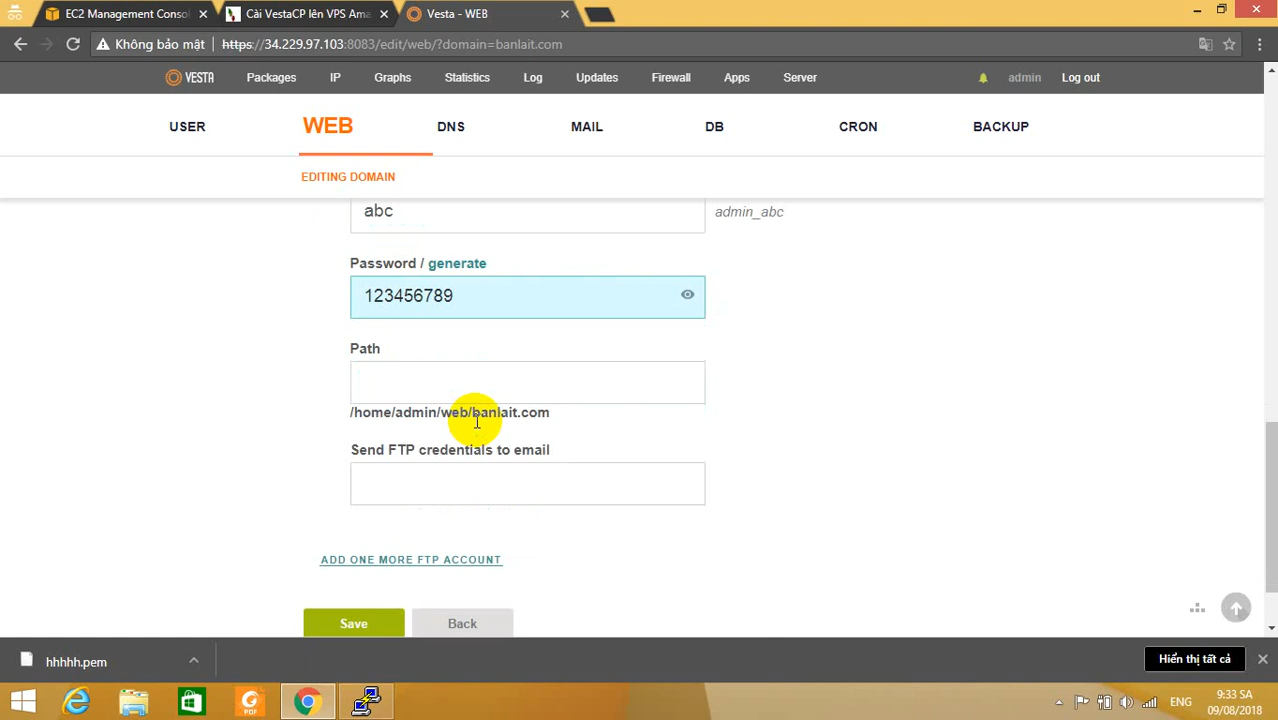 EC2 Management Consol
Cài VestaCP lên VPS Ama
Vesta - WEB
Không bảo mật
https://34.229.97.103:8083/edit/web/?domain=banlait.com
VESTA
Packages
IP
Graphs
Statistics
Log
Updates
Firewall
Apps
Server
admin
Log out
USER
WEB
DNS
MAIL
DB
CRON
BACKUP
EDITING DOMAIN
abc
admin_abc
Password / generate
123456789
Path
/home/admin/web/banlait.com
Send FTP credentials to email
ADD ONE MORE FTP ACCOUNT
Save
Back
hhhhh.pem
Hiển thị tất cả
PDF
ENG
9:33 SA
09/08/2018